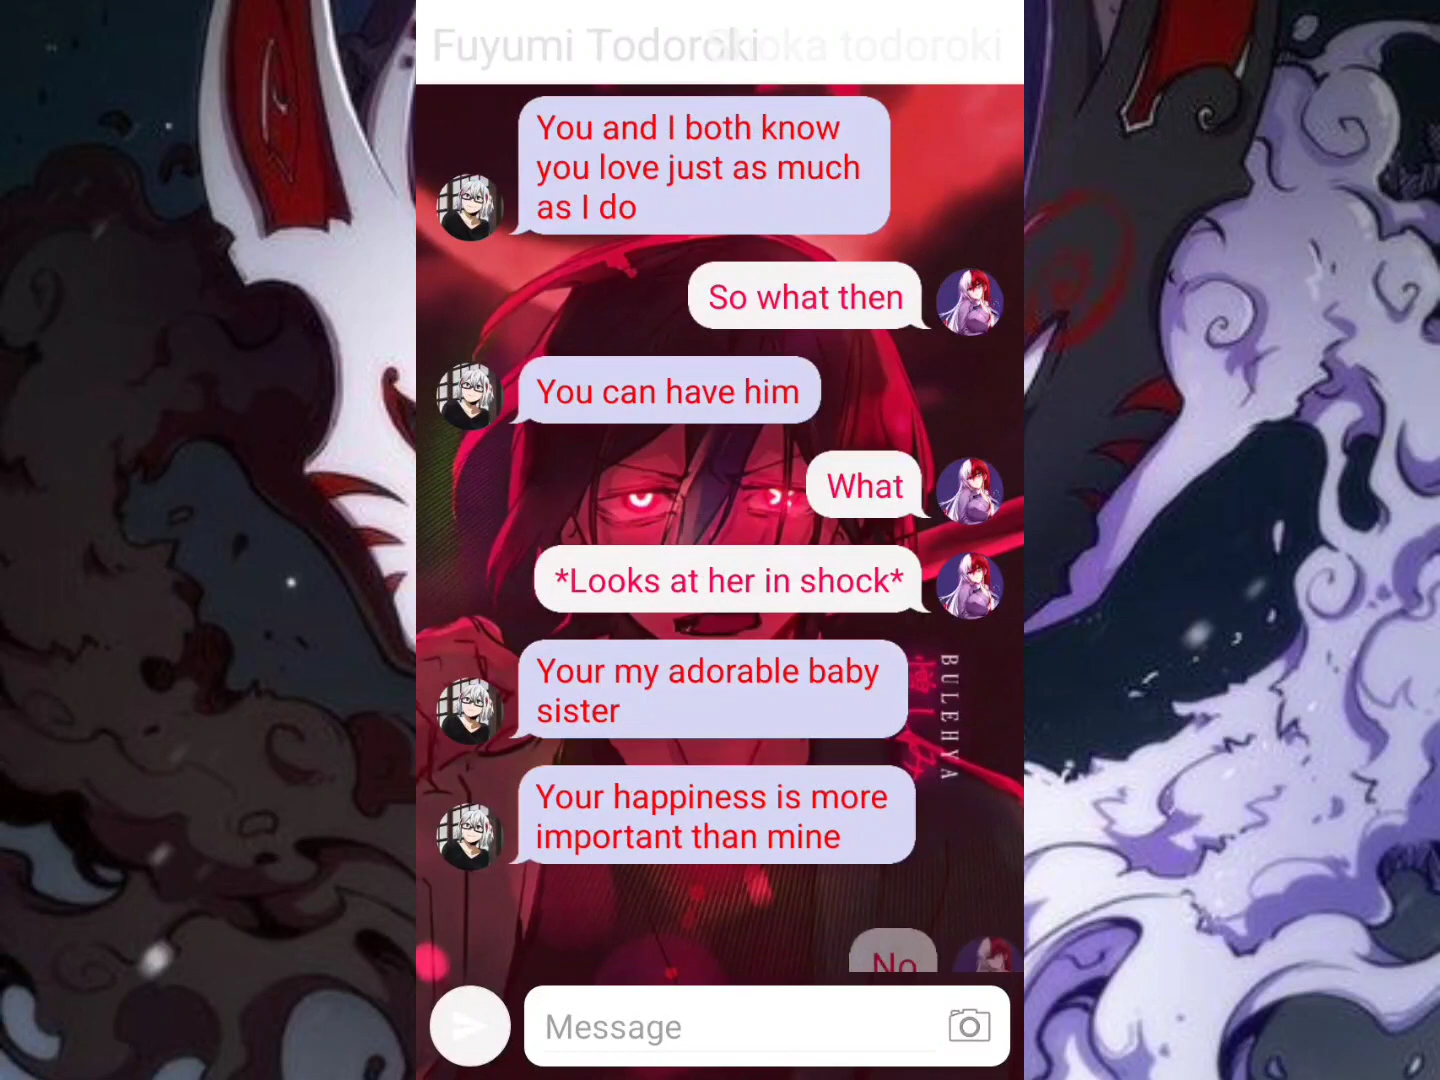 Fuyumi Todoroki
oka todoroki
You and I both know
you love just as much
as I do
So what then
You can have him
What
*Looks at her in shock*
Your my adorable baby
sister
BULEHYA
Your happiness is more
important than mine
No
Message